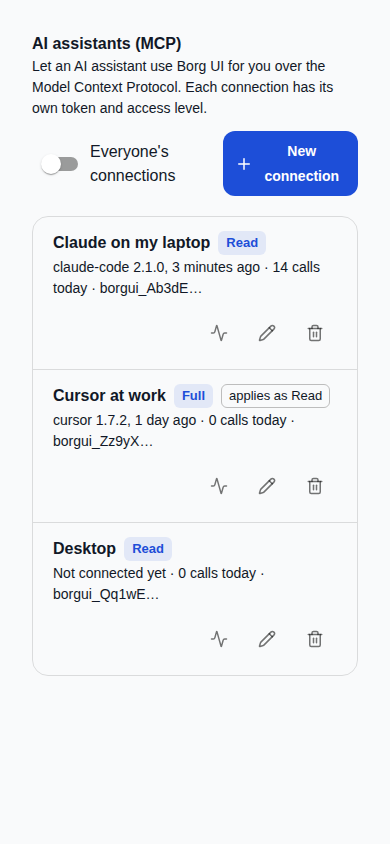 AI assistants (MCP)
Let an AI assistant use Borg UI for you over the
Model Context Protocol. Each connection has its
own token and access level.
Everyone's
connections
New
connection
Claude on my laptop Read
claude-code 2.1.0, 3 minutes ago · 14 calls
today · borgui_Ab3dE…
Cursor at work Full applies as Read
cursor 1.7.2, 1 day ago · 0 calls today ·
borgui_Zz9yX…
Desktop Read
Not connected yet · 0 calls today ·
borgui_Qq1wE…